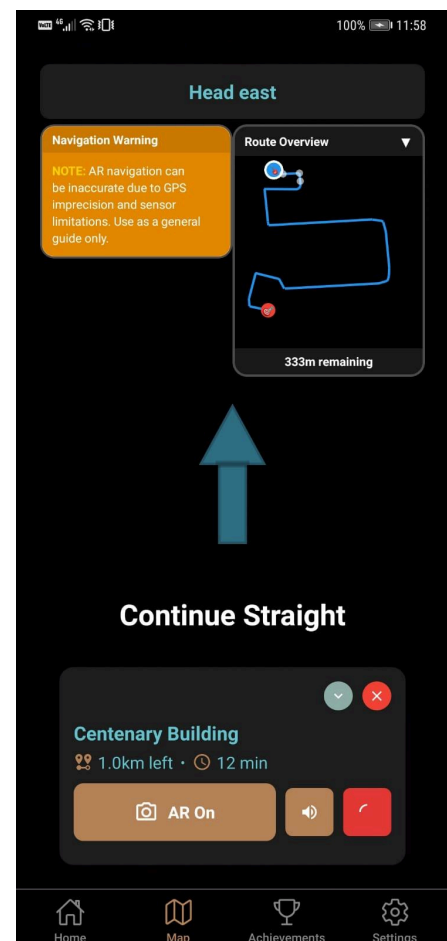 VoLTE 4G 100% 11:58
Head east
Navigation Warning
NOTE: AR navigation can
be inaccurate due to GPS
imprecision and sensor
limitations. Use as a general
guide only.
Route Overview ▼
333m remaining
Continue Straight
Centenary Building
1.0km left • 12 min
AR On
Home Map Achievements Settings